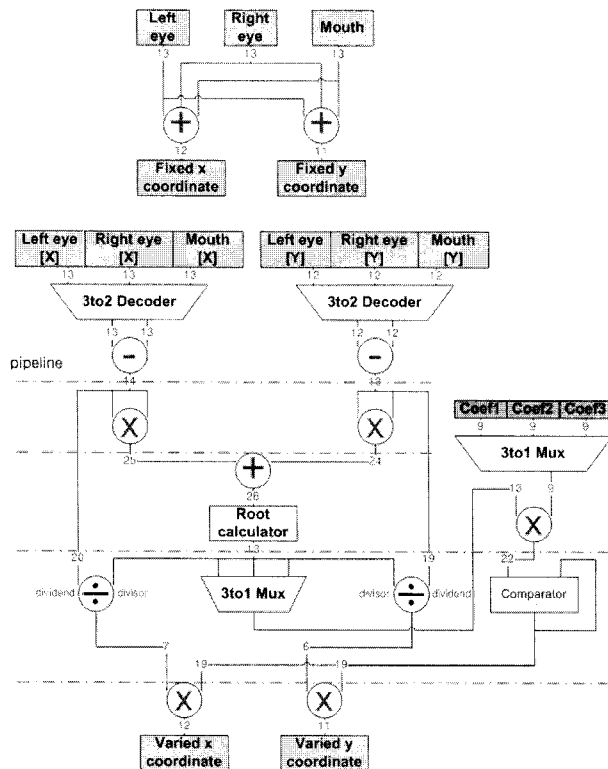 Left eye
Right eye
Mouth
13
13
13
+
+
12
11
Fixed x coordinate
Fixed y coordinate
Left eye [X]
Right eye [X]
Mouth [X]
Left eye [Y]
Right eye [Y]
Mouth [Y]
13
13
13
12
12
12
3to2 Decoder
3to2 Decoder
13
13
12
12
-
-
pipeline
14
13
Coef1
Coef2
Coef3
9
9
9
X
X
3to1 Mux
25
24
+
13
9
26
Root calculator
X
13
20
19
22
dividend
÷
divisor
3to1 Mux
divisor
÷
dividend
Comparator
7
6
19
19
X
X
12
11
Varied x coordinate
Varied y coordinate